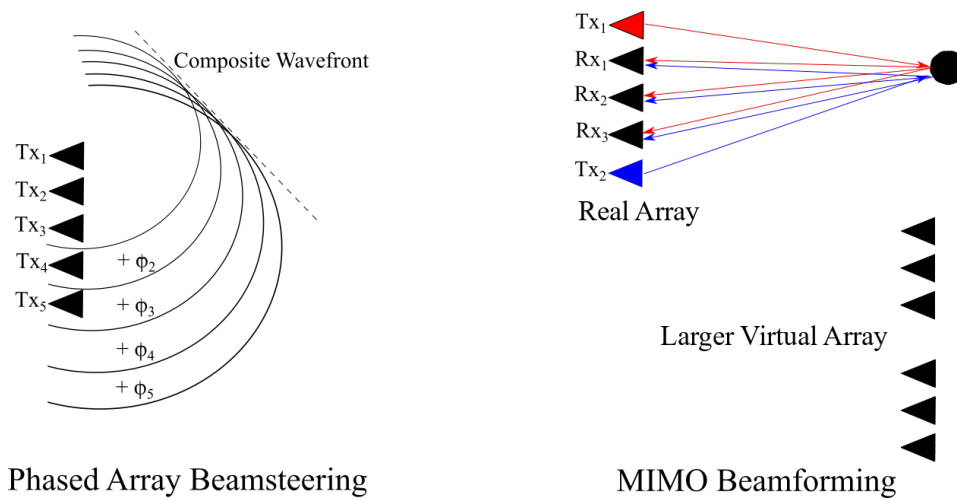 Composite Wavefront
Tx₁
Tx₂
Tx₃
Tx₄
Tx₅
+ ϕ₂
+ ϕ₃
+ ϕ₄
+ ϕ₅
Phased Array Beamsteering
Tx₁
Rx₁
Rx₂
Rx₃
Tx₂
Real Array
Larger Virtual Array
MIMO Beamforming